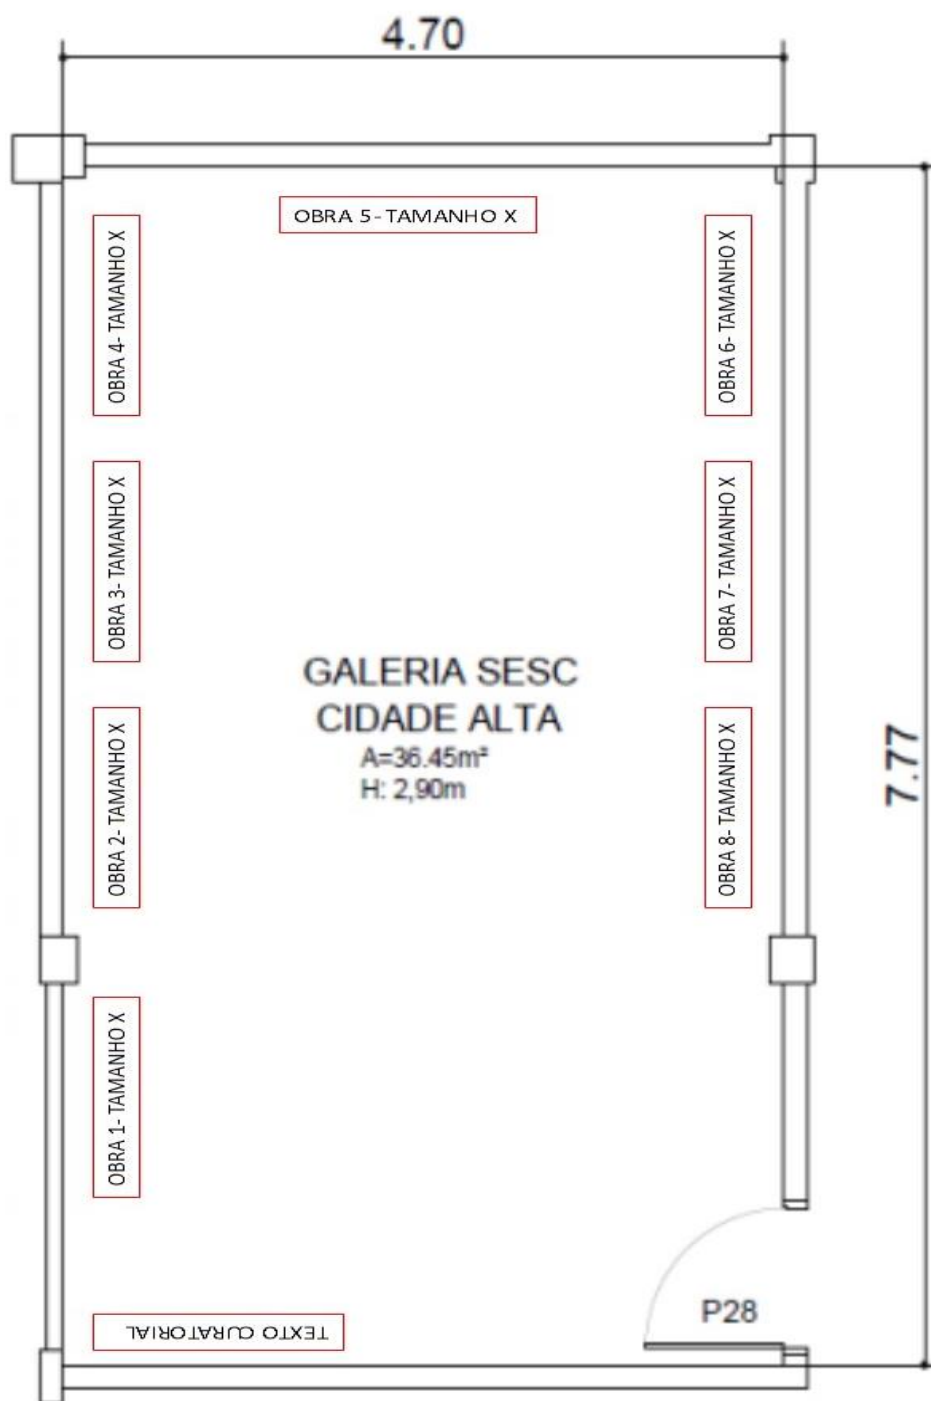 4.70
OBRA 5-TAMANHO X
OBRA 4- TAMANHO X
OBRA 6- TAMANHO X
OBRA 3- TAMANHO X
OBRA 7- TAMANHO X
GALERIA SESC
CIDADE ALTA
A=36.45m²
H: 2,90m
7.77
OBRA 2- TAMANHO X
OBRA 8- TAMANHO X
OBRA 1- TAMANHO X
P28
TEXTO CURATORIAL